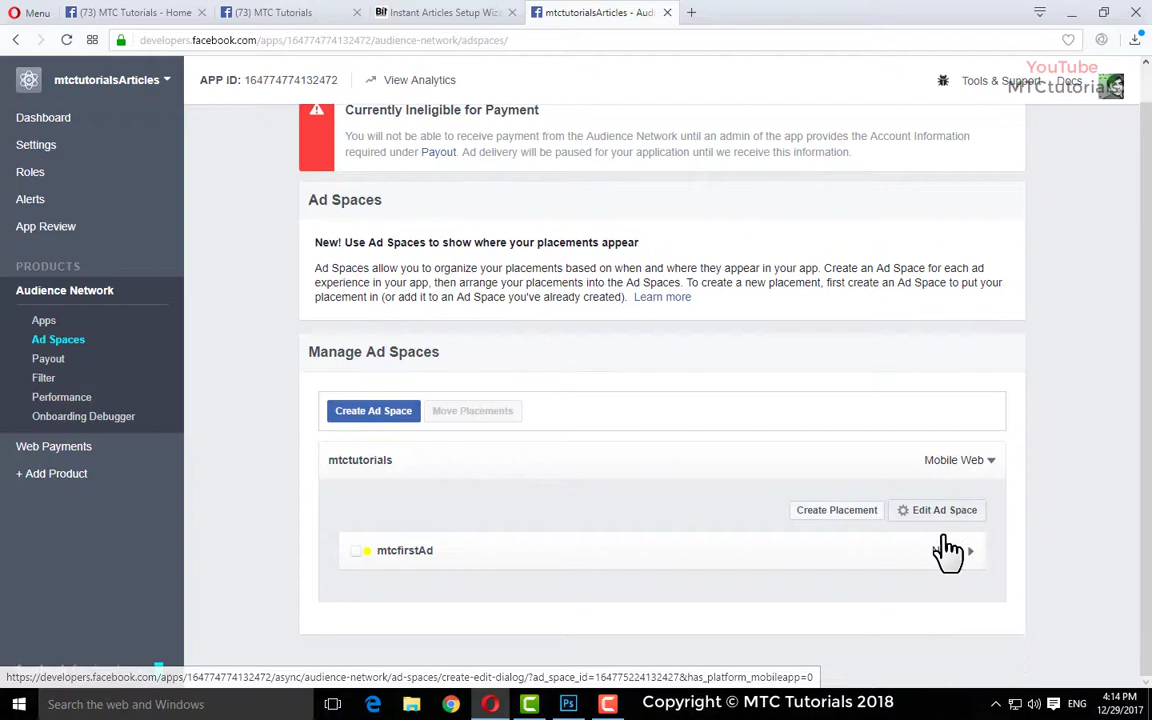 Menu
(73) MTC Tutorials - Home
(73) MTC Tutorials
Bit Instant Articles Setup Wiz
mtctutorialsArticles - Audi
developers.facebook.com/apps/164774774132472/audience-network/adspaces/
mtctutorialsArticles
APP ID: 164774774132472
View Analytics
Tools & Support
Docs
YouTube
MTCtutorials
Dashboard
Settings
Roles
Alerts
App Review
PRODUCTS
Audience Network
Apps
Ad Spaces
Payout
Filter
Performance
Onboarding Debugger
Web Payments
+ Add Product
Currently Ineligible for Payment
You will not be able to receive payment from the Audience Network until an admin of the app provides the Account Information
required under Payout. Ad delivery will be paused for your application until we receive this information.
Ad Spaces
New! Use Ad Spaces to show where your placements appear
Ad Spaces allow you to organize your placements based on when and where they appear in your app. Create an Ad Space for each ad
experience in your app, then arrange your placements into the Ad Spaces. To create a new placement, first create an Ad Space to put your
placement in (or add it to an Ad Space you've already created). Learn more
Manage Ad Spaces
Create Ad Space
Move Placements
mtctutorials
Mobile Web
Create Placement
Edit Ad Space
mtcfirstAd
https://developers.facebook.com/apps/164774774132472/async/audience-network/ad-spaces/create-edit-dialog/?ad_space_id=164775224132427&has_platform_mobileapp=0
Search the web and Windows
Copyright © MTC Tutorials 2018
ENG
4:14 PM
12/29/2017